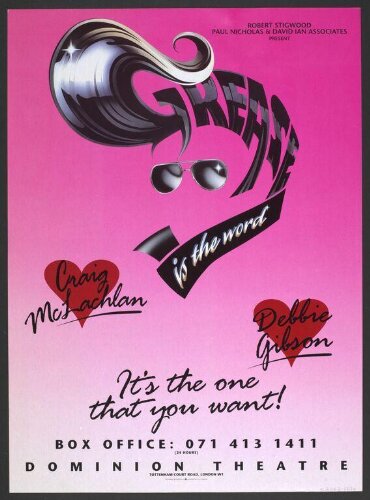 ROBERT STIGWOOD
PAUL NICHOLAS & DAVID IAN ASSOCIATES
PRESENT
GREASE
is the word
Craig
McLachlan
Debbie
Gibson
It's the one
that you want!
BOX OFFICE: 071 413 1411
(24 HOURS)
DOMINION THEATRE
TOTTENHAM COURT ROAD, LONDON W1